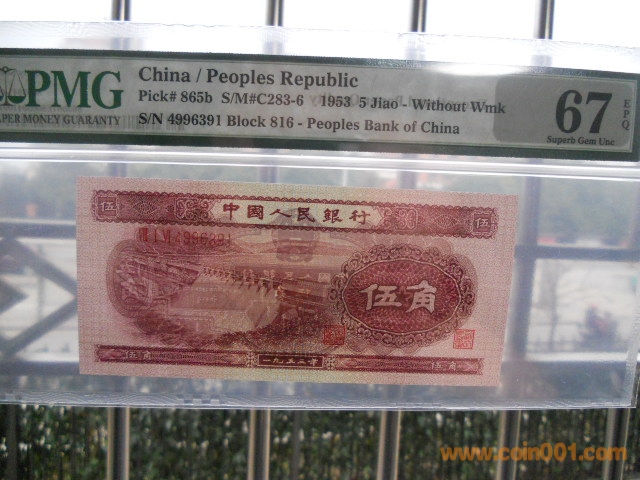 PMG
PAPER MONEY GUARANTY
China / Peoples Republic
Pick# 865b S/M#C283-6 1953 5 Jiao - Without Wmk
S/N 4996391 Block 816 - Peoples Bank of China
67
EPQ
Superb Gem Unc
伍 中國人民銀行 伍
4996391
伍角
伍角 一九五三年 伍角
www.coin001.com